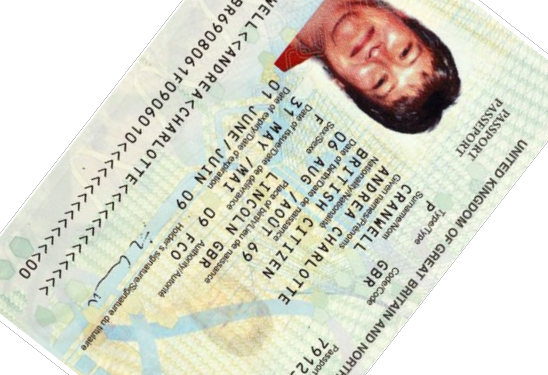 UNITED KINGDOM OF GREAT BRITAIN AND NORTH
PASSPORT
PASSEPORT
Type/Type
Code/Code
Passport
P
GBR
7912
Surname/Nom
CRANWELL
Given names/Prénoms
ANDREA CHARLOTTE
Nationality/Nationalité
BRITISH CITIZEN
Date of birth/Date de naissance
06 AUG /AOÛT 69
Sex/Sexe
Place of birth/Lieu de naissance
F
LINCOLN GBR
Date of issue/Date de délivrance
Authority/Autorité
31 MAY /MAI 09
FCO
Date of expiry/Date d'expiration
Holder's signature/Signature du titulaire
01 JUNE/JUIN 09
WELL<<ANDREA<CHARLOTTE<<
BR6908061F0906010<<<<<<<<<<<<<<00